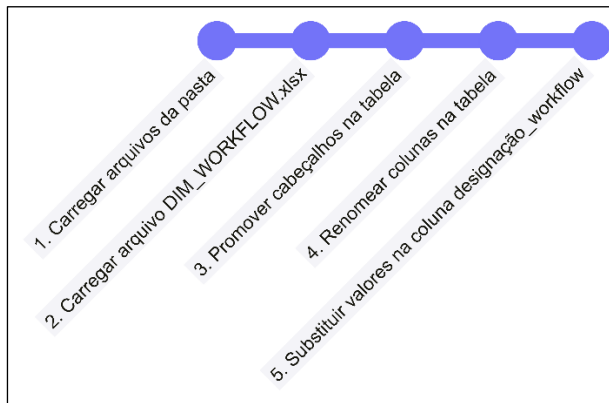 1. Carregar arquivos da pasta
2. Carregar arquivo DIM_WORKFLOW.xlsx
3. Promover cabeçalhos na tabela
4. Renomear colunas na tabela
5. Substituir valores na coluna designação_workflow